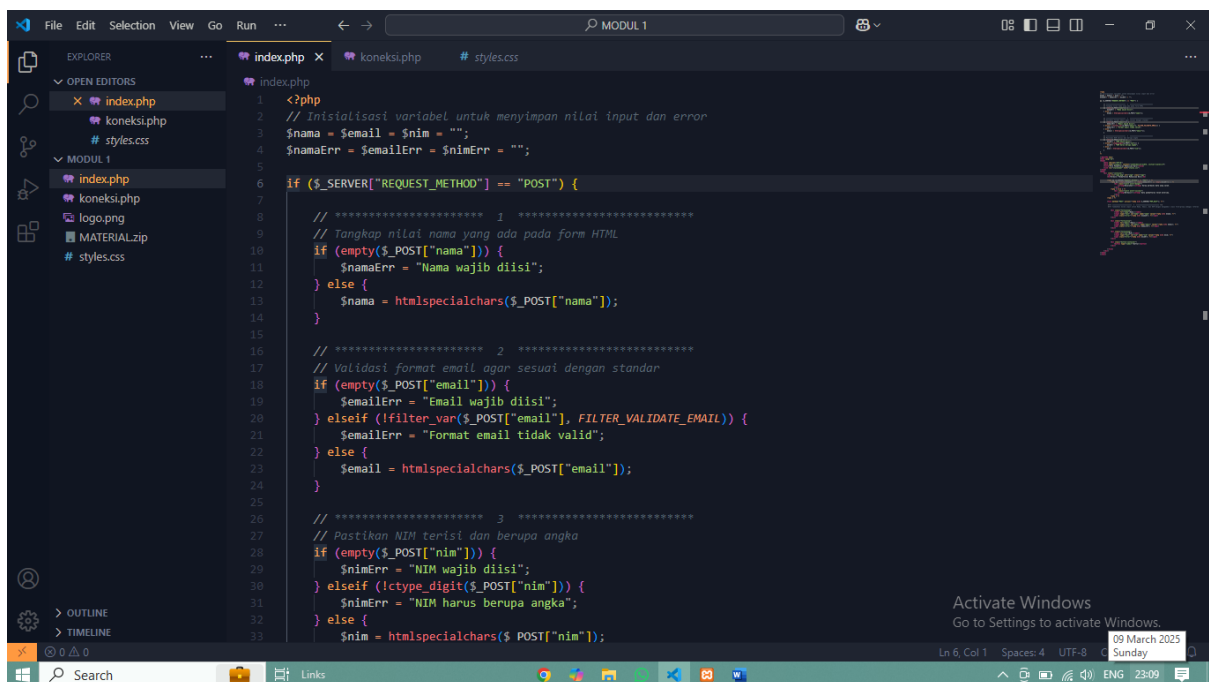 File Edit Selection View Go Run ··· ← → MODUL 1
EXPLORER ···
OPEN EDITORS
index.php
koneksi.php
# styles.css
MODUL 1
index.php
koneksi.php
logo.png
MATERIAL.zip
# styles.css
OUTLINE
TIMELINE
index.php koneksi.php # styles.css ···
index.php
1 <?php
2 // Inisialisasi variabel untuk menyimpan nilai input dan error
3 $nama = $email = $nim = "";
4 $namaErr = $emailErr = $nimErr = "";
5
6 if ($_SERVER["REQUEST_METHOD"] == "POST") {
7
8 // ********************** 1 **************************
9 // Tangkap nilai nama yang ada pada form HTML
10 if (empty($_POST["nama"])) {
11 $namaErr = "Nama wajib diisi";
12 } else {
13 $nama = htmlspecialchars($_POST["nama"]);
14 }
15
16 // ********************** 2 **************************
17 // Validasi format email agar sesuai dengan standar
18 if (empty($_POST["email"])) {
19 $emailErr = "Email wajib diisi";
20 } elseif (!filter_var($_POST["email"], FILTER_VALIDATE_EMAIL)) {
21 $emailErr = "Format email tidak valid";
22 } else {
23 $email = htmlspecialchars($_POST["email"]);
24 }
25
26 // ********************** 3 **************************
27 // Pastikan NIM terisi dan berupa angka
28 if (empty($_POST["nim"])) {
29 $nimErr = "NIM wajib diisi";
30 } elseif (!ctype_digit($_POST["nim"])) {
31 $nimErr = "NIM harus berupa angka";
32 } else {
33 $nim = htmlspecialchars($_POST["nim"]);
Activate Windows
Go to Settings to activate Windows.
09 March 2025
Sunday
0 0 Ln 6, Col 1 Spaces: 4 UTF-8
Search Links ENG 23:09